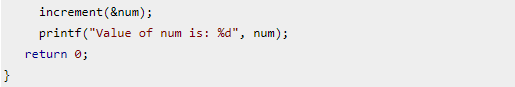 increment(&num);
printf("Value of num is: %d", num);
return 0;
}